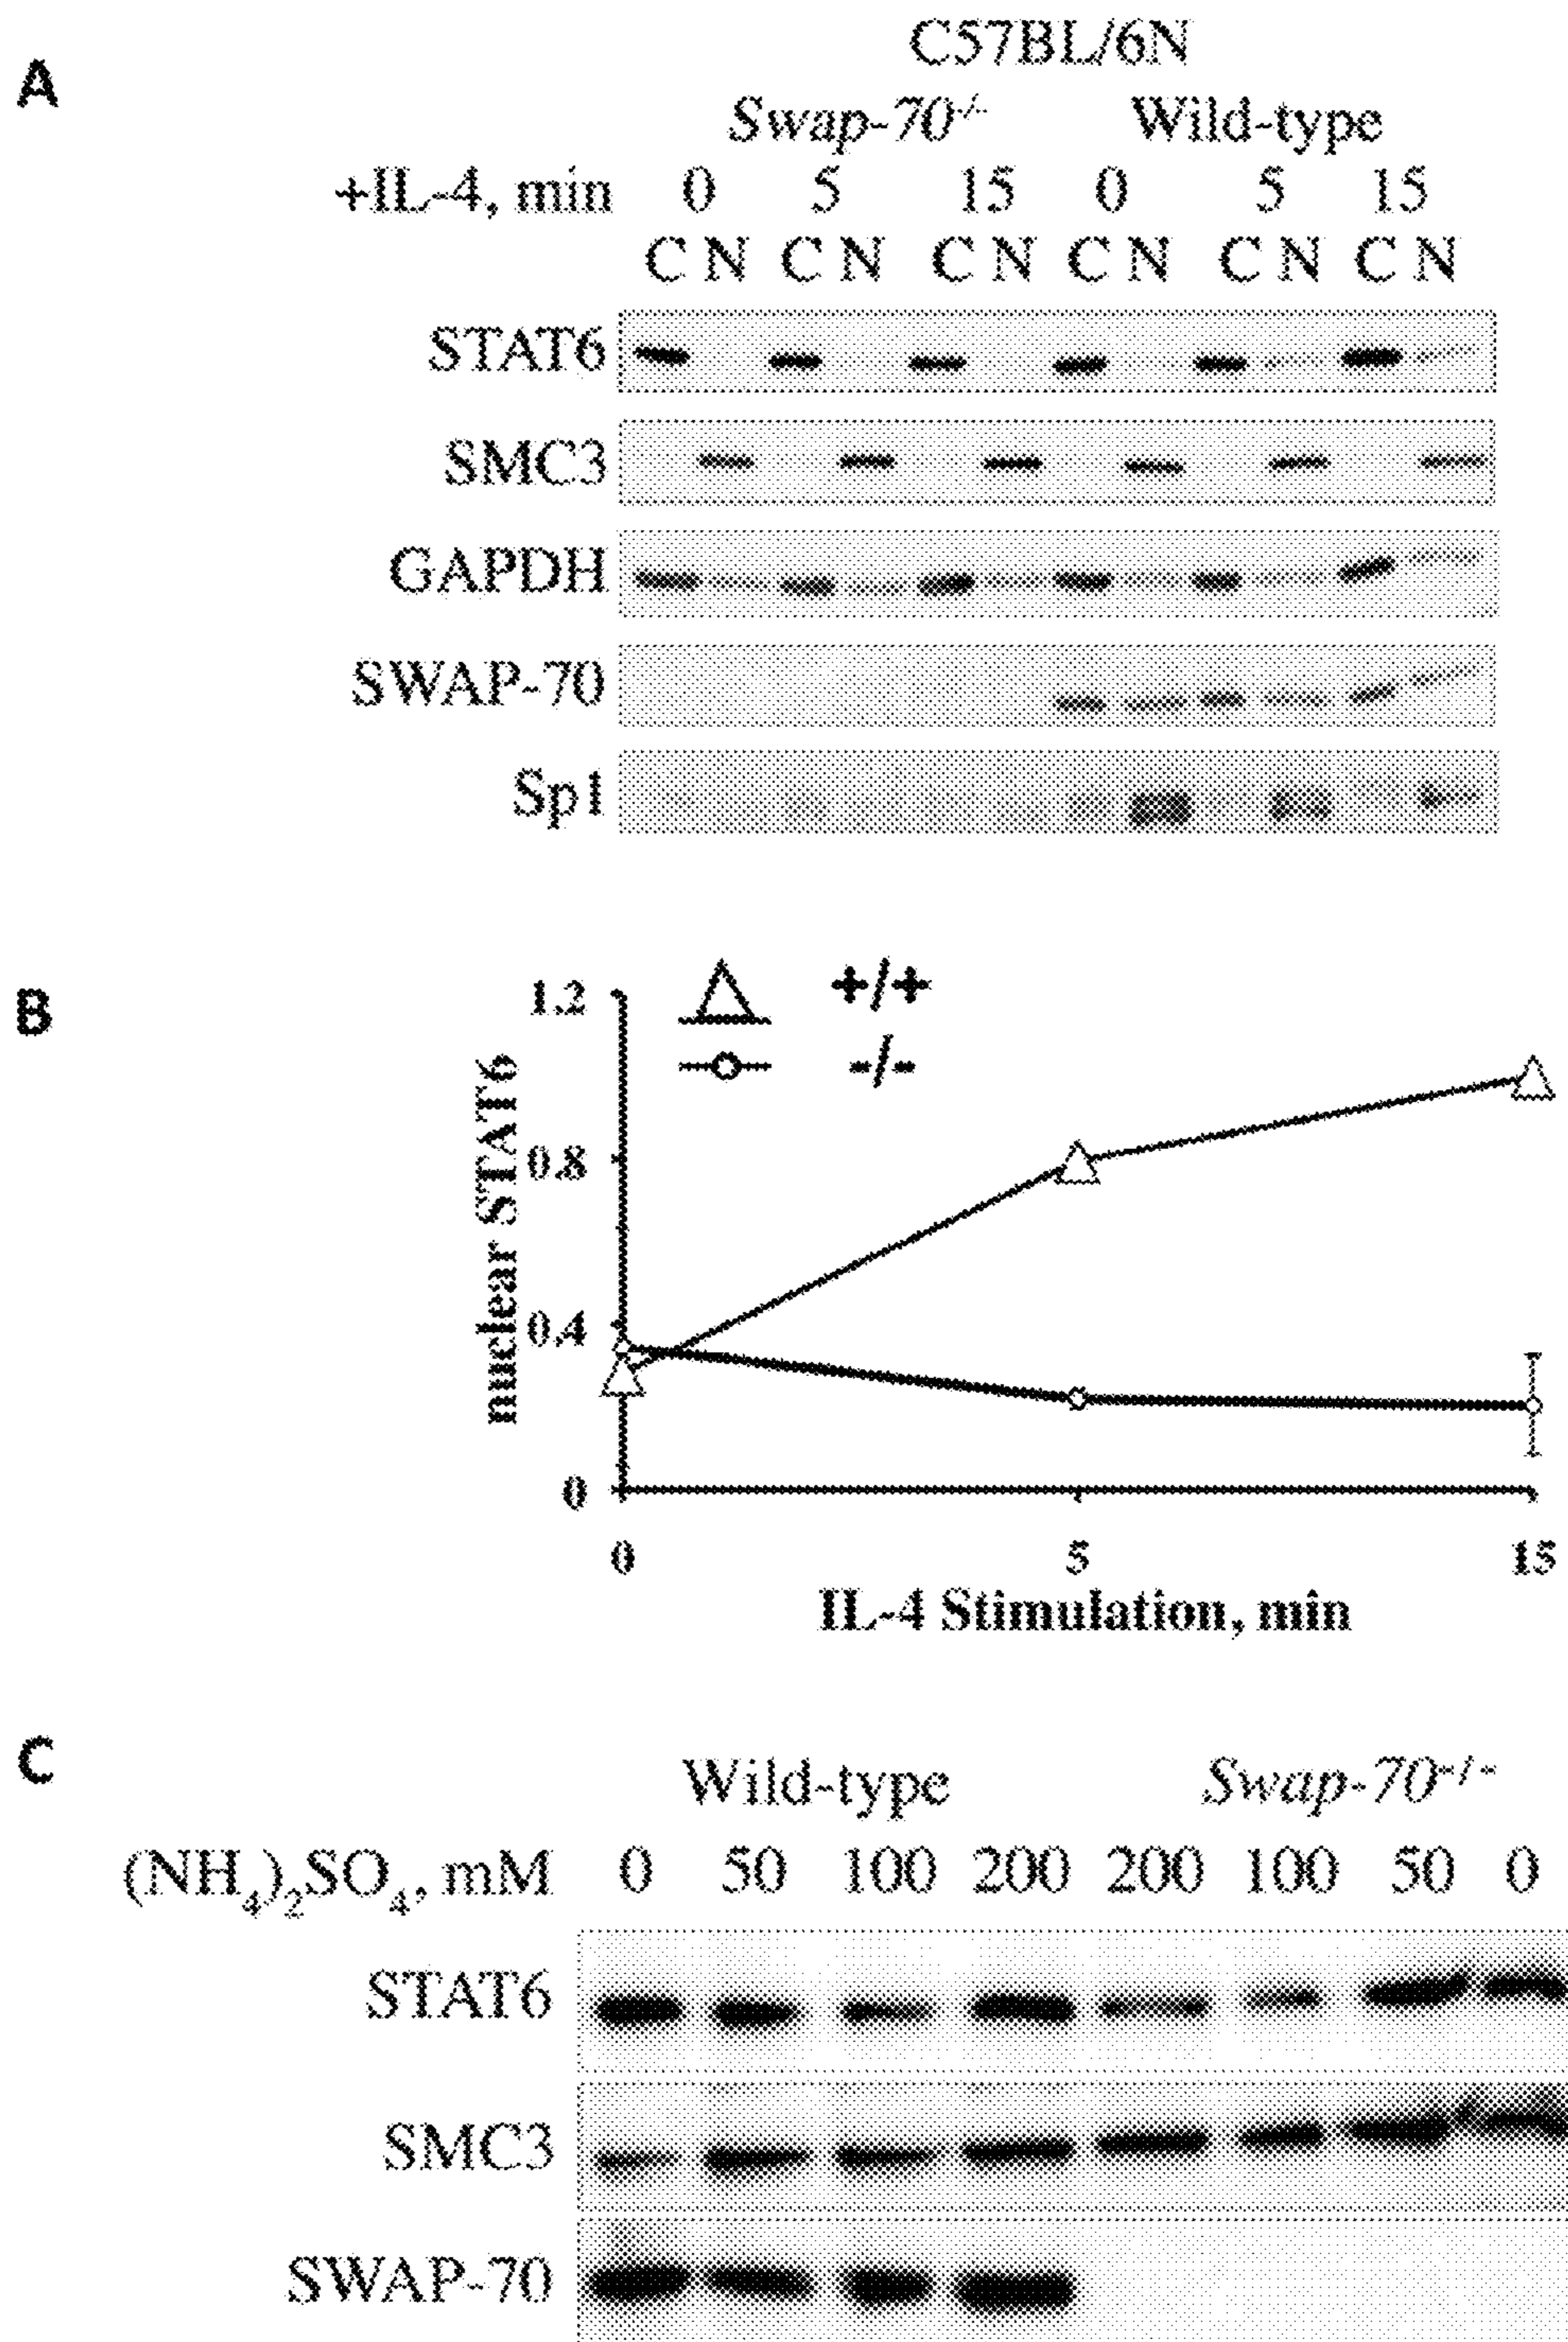 A
C57BL/6N
Swap-70-/- Wild-type
+IL-4, min 0 5 15 0 5 15
C N C N C N C N C N C N
STAT6
SMC3
GAPDH
SWAP-70
Sp1
B
+/+
-/-
1.2
0.8
0.4
0
nuclear STAT6
0 5 15
IL-4 Stimulation, min
C
Wild-type Swap-70-/-
(NH4)2SO4, mM 0 50 100 200 200 100 50 0
STAT6
SMC3
SWAP-70